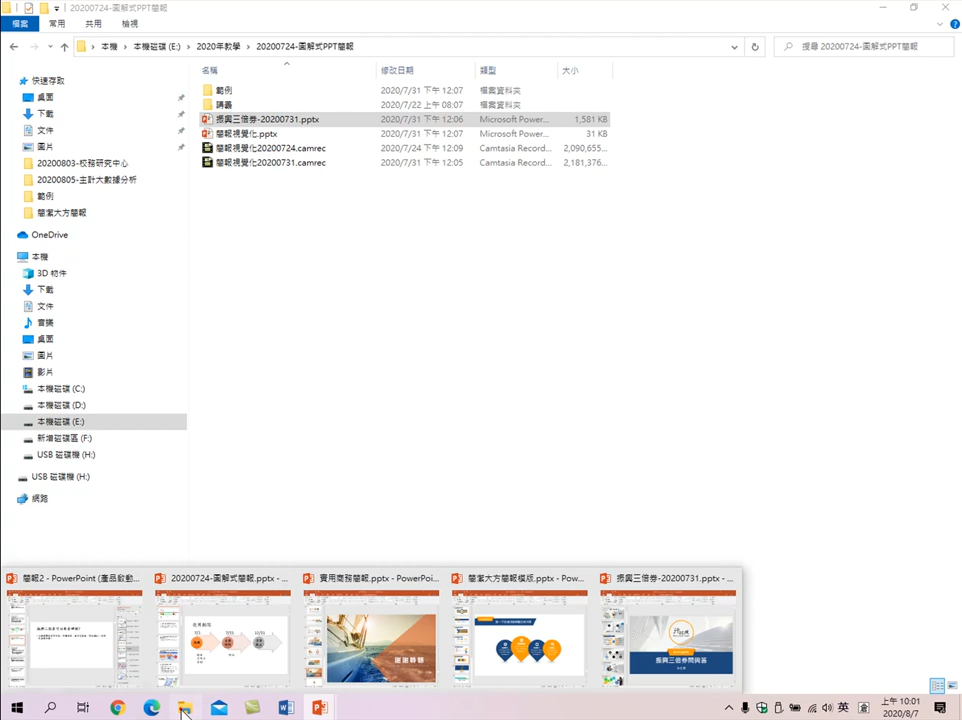 20200724-圖解式PPT簡報
檔案 常用 共用 檢視
本機 本機磁碟 (E:) 2020年教學 20200724-圖解式PPT簡報
搜尋 20200724-圖解式PPT簡報
名稱 修改日期 類型 大小
範例 2020/7/31 下午 12:07 檔案資料夾
講義 2020/7/22 上午 08:07 檔案資料夾
振興三倍券-20200731.pptx 2020/7/31 下午 12:06 Microsoft Power... 1,581 KB
簡報視覺化.pptx 2020/7/31 下午 12:07 Microsoft Power... 31 KB
簡報視覺化20200724.camrec 2020/7/24 下午 12:09 Camtasia Record... 2,090,655...
簡報視覺化20200731.camrec 2020/7/31 下午 12:05 Camtasia Record... 2,181,376...
快速存取
桌面
下載
文件
圖片
20200803-校務研究中心
20200805-主計大數據分析
範例
簡潔大方簡報
OneDrive
本機
3D 物件
下載
文件
音樂
桌面
圖片
影片
本機磁碟 (C:)
本機磁碟 (D:)
本機磁碟 (E:)
新增磁碟區 (F:)
USB 磁碟機 (H:)
USB 磁碟機 (H:)
網路
簡報2 - PowerPoint (產品啟動...
20200724-圖解式簡報.pptx - ...
實用商務簡報.pptx - PowerPoi...
簡潔大方簡報模版.pptx - Pow...
振興三倍券-20200731.pptx - ...
謝謝聆聽
振興三倍券問與答
英
上午 10:01
2020/8/7